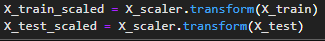 X_train_scaled = X_scaler.transform(X_train)
X_test_scaled = X_scaler.transform(X_test)